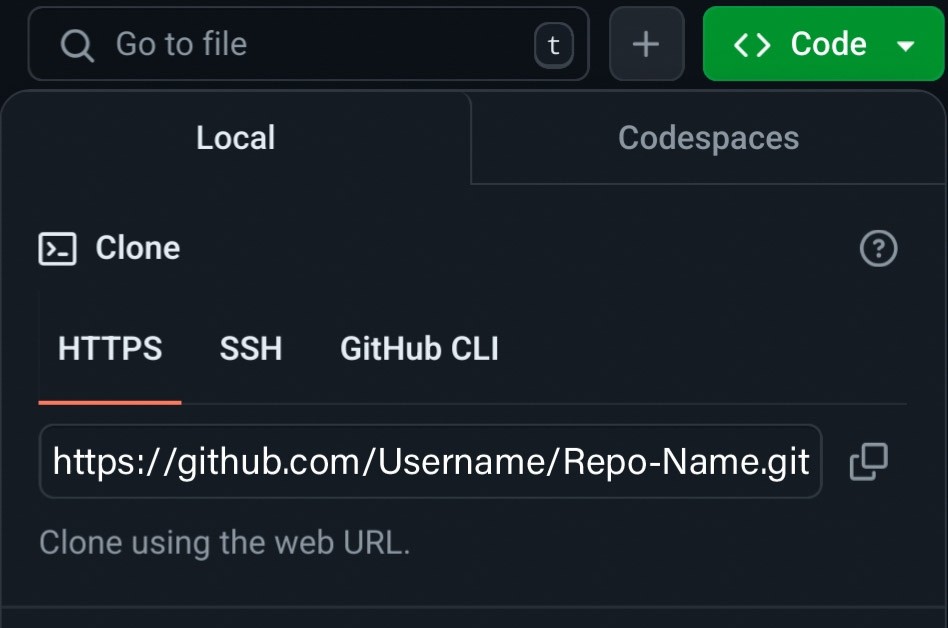 Go to file t + <> Code
Local Codespaces
Clone ?
HTTPS SSH GitHub CLI
https://github.com/Username/Repo-Name.git
Clone using the web URL.